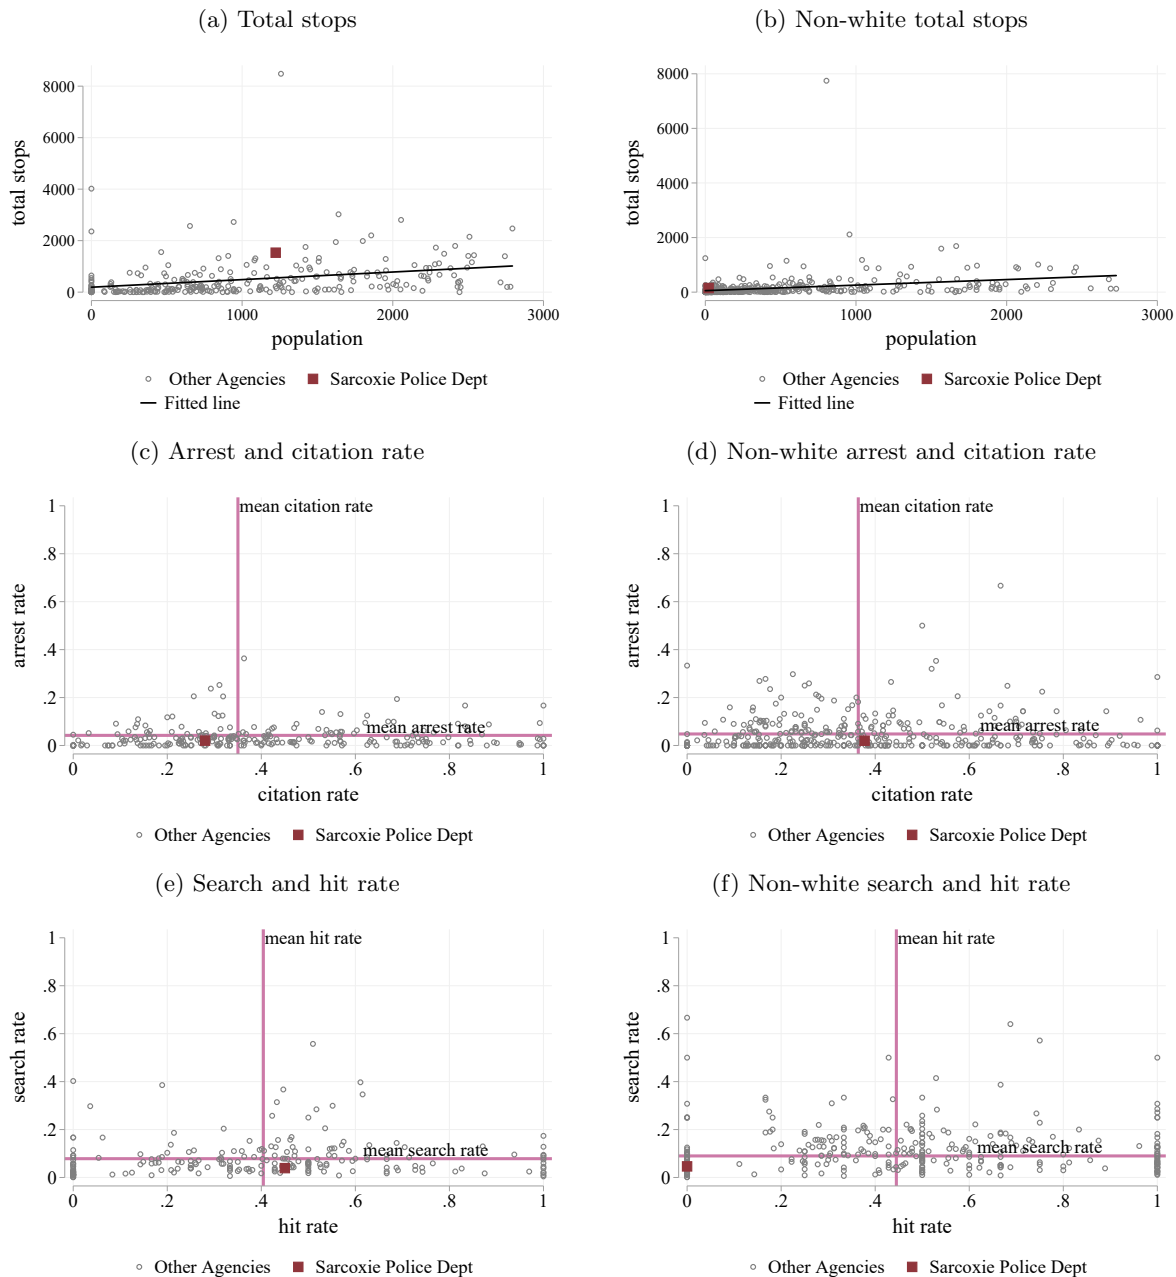 (a) Total stops
(b) Non-white total stops
total stops
8000
6000
4000
2000
0
0 1000 2000 3000
population
Other Agencies Sarcoxie Police Dept
Fitted line
total stops
8000
6000
4000
2000
0
0 1000 2000 3000
population
Other Agencies Sarcoxie Police Dept
Fitted line
(c) Arrest and citation rate
(d) Non-white arrest and citation rate
arrest rate
1
.8
.6
.4
.2
0
mean citation rate
mean arrest rate
0 .2 .4 .6 .8 1
citation rate
Other Agencies Sarcoxie Police Dept
arrest rate
1
.8
.6
.4
.2
0
mean citation rate
mean arrest rate
0 .2 .4 .6 .8 1
citation rate
Other Agencies Sarcoxie Police Dept
(e) Search and hit rate
(f) Non-white search and hit rate
search rate
1
.8
.6
.4
.2
0
mean hit rate
mean search rate
0 .2 .4 .6 .8 1
hit rate
Other Agencies Sarcoxie Police Dept
search rate
1
.8
.6
.4
.2
0
mean hit rate
mean search rate
0 .2 .4 .6 .8 1
hit rate
Other Agencies Sarcoxie Police Dept